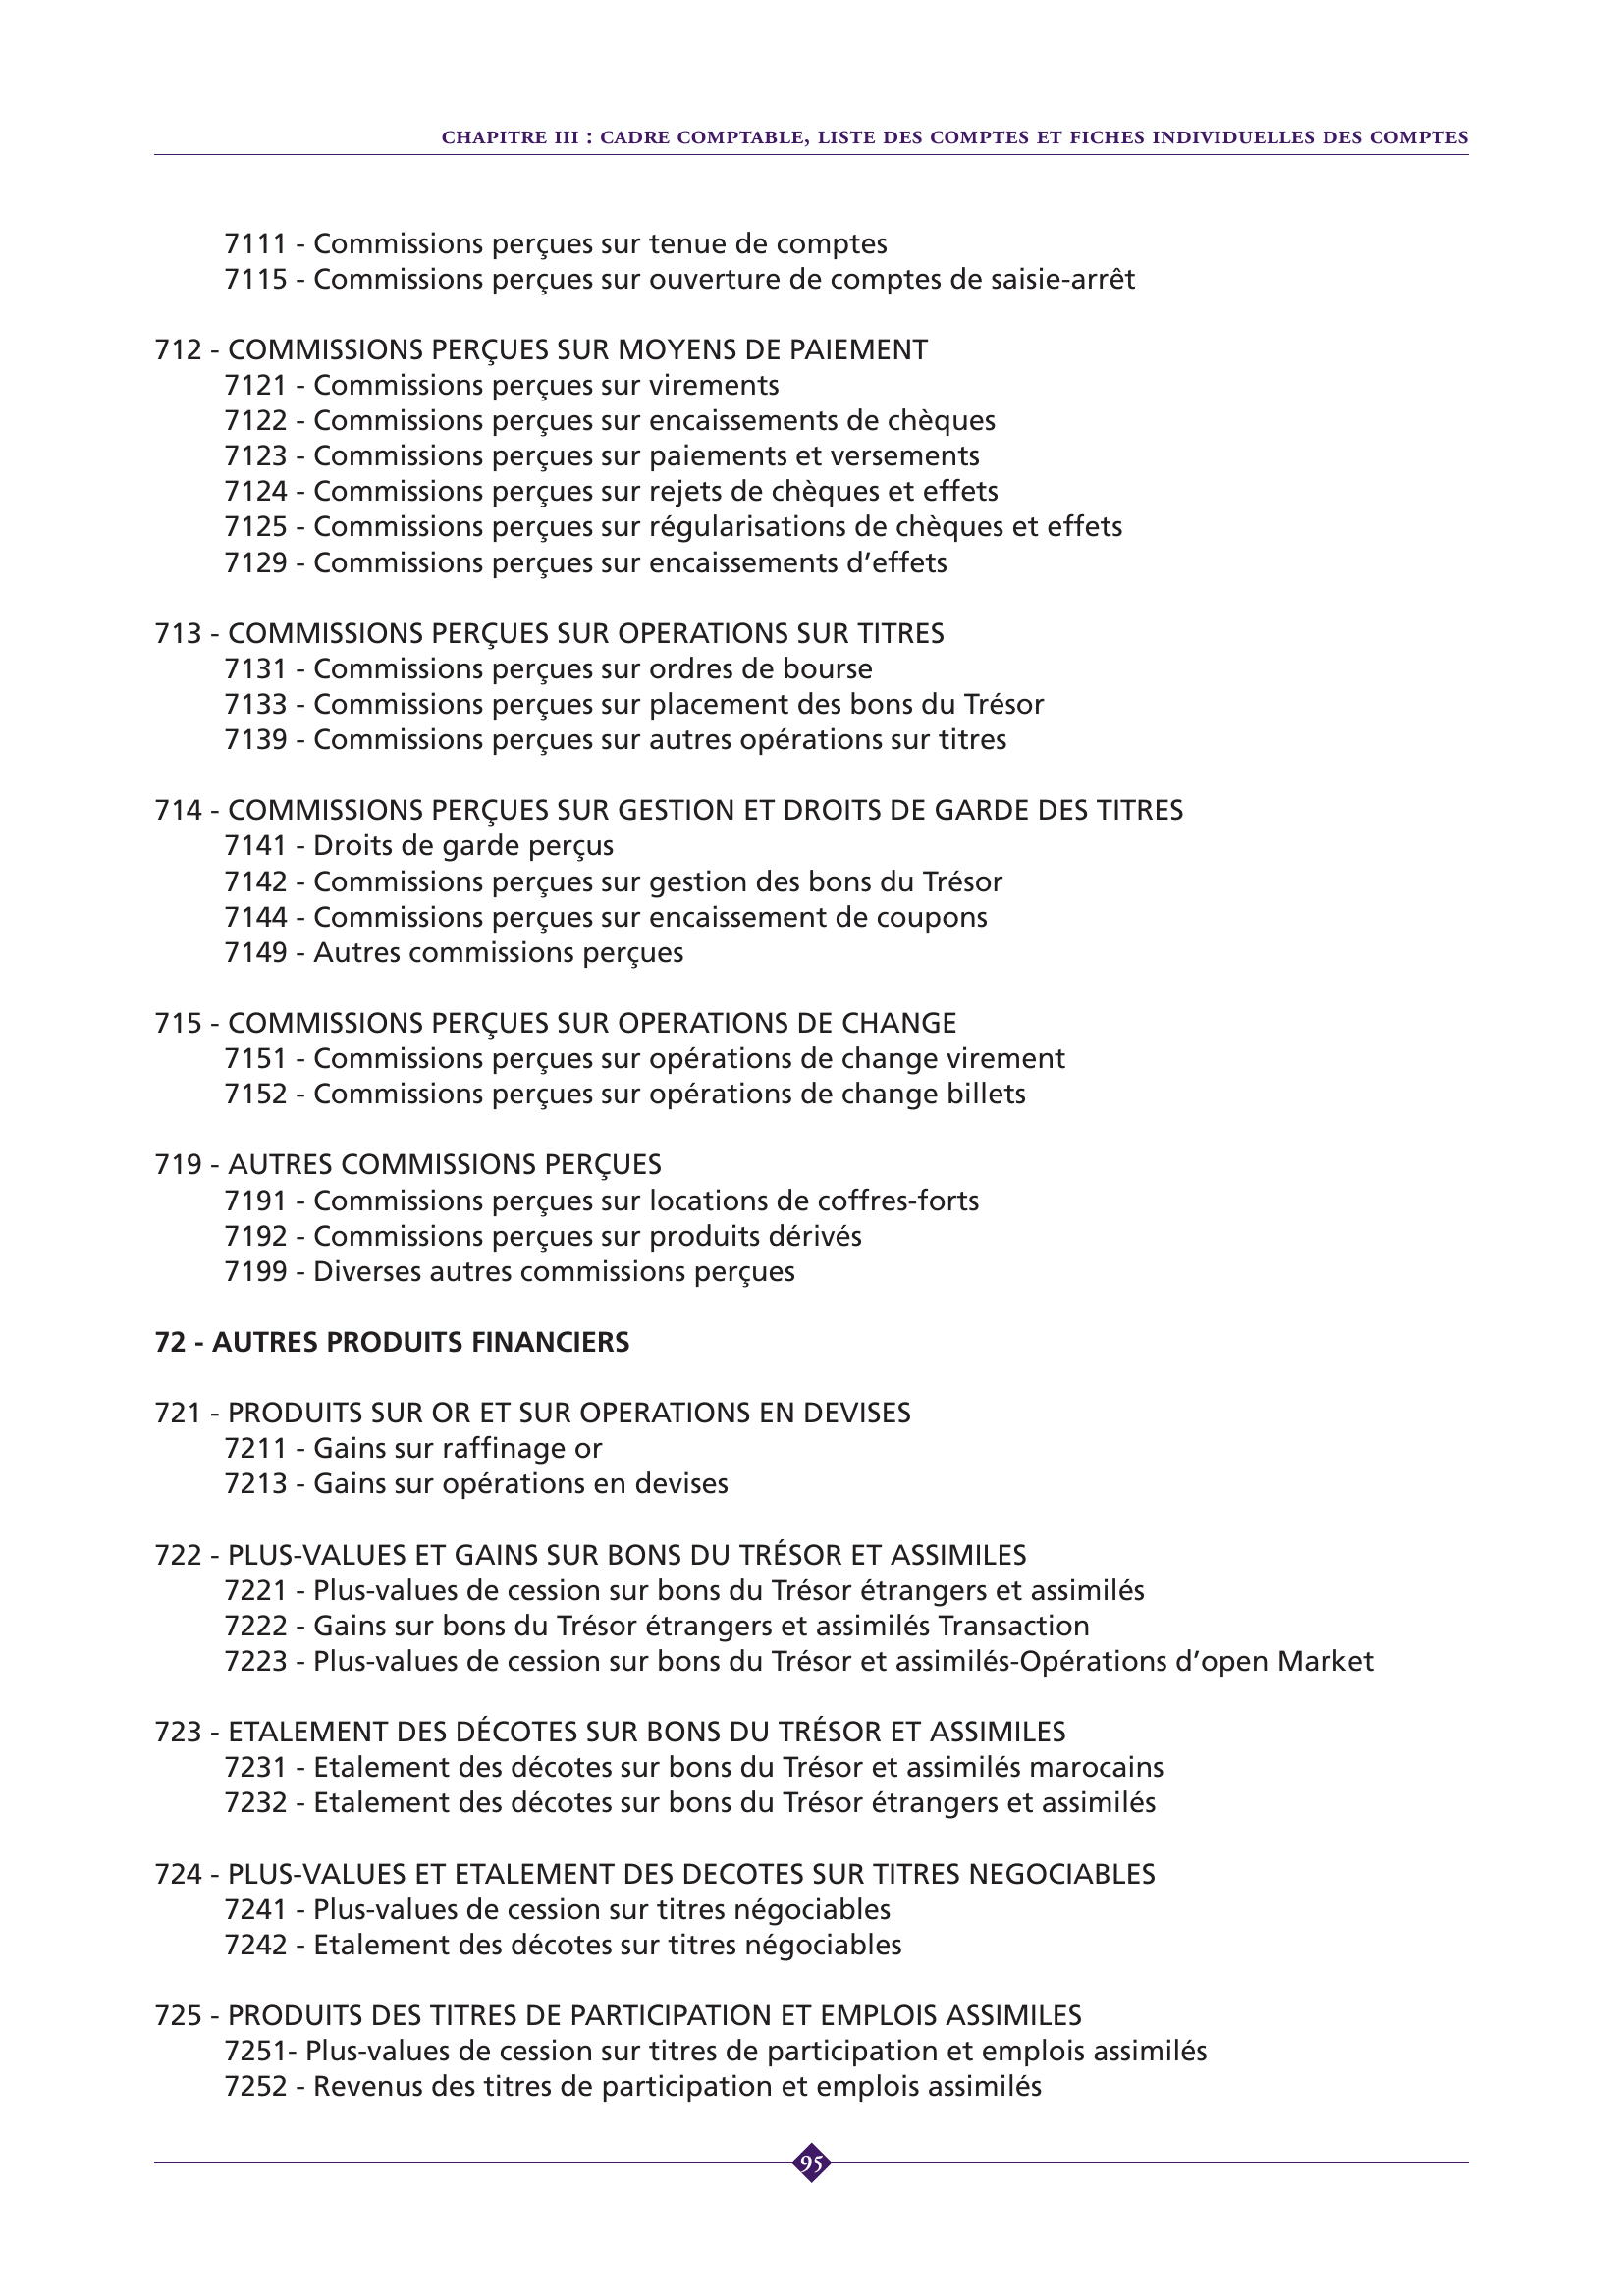 CHAPITRE III : CADRE COMPTABLE, LISTE DES COMPTES ET FICHES INDIVIDUELLES DES COMPTES
7111 - Commissions perçues sur tenue de comptes
7115 - Commissions perçues sur ouverture de comptes de saisie-arrêt
712 - COMMISSIONS PERÇUES SUR MOYENS DE PAIEMENT
7121 - Commissions perçues sur virements
7122 - Commissions perçues sur encaissements de chèques
7123 - Commissions perçues sur paiements et versements
7124 - Commissions perçues sur rejets de chèques et effets
7125 - Commissions perçues sur régularisations de chèques et effets
7129 - Commissions perçues sur encaissements d’effets
713 - COMMISSIONS PERÇUES SUR OPERATIONS SUR TITRES
7131 - Commissions perçues sur ordres de bourse
7133 - Commissions perçues sur placement des bons du Trésor
7139 - Commissions perçues sur autres opérations sur titres
714 - COMMISSIONS PERÇUES SUR GESTION ET DROITS DE GARDE DES TITRES
7141 - Droits de garde perçus
7142 - Commissions perçues sur gestion des bons du Trésor
7144 - Commissions perçues sur encaissement de coupons
7149 - Autres commissions perçues
715 - COMMISSIONS PERÇUES SUR OPERATIONS DE CHANGE
7151 - Commissions perçues sur opérations de change virement
7152 - Commissions perçues sur opérations de change billets
719 - AUTRES COMMISSIONS PERÇUES
7191 - Commissions perçues sur locations de coffres-forts
7192 - Commissions perçues sur produits dérivés
7199 - Diverses autres commissions perçues
72 - AUTRES PRODUITS FINANCIERS
721 - PRODUITS SUR OR ET SUR OPERATIONS EN DEVISES
7211 - Gains sur raffinage or
7213 - Gains sur opérations en devises
722 - PLUS-VALUES ET GAINS SUR BONS DU TRÉSOR ET ASSIMILES
7221 - Plus-values de cession sur bons du Trésor étrangers et assimilés
7222 - Gains sur bons du Trésor étrangers et assimilés Transaction
7223 - Plus-values de cession sur bons du Trésor et assimilés-Opérations d’open Market
723 - ETALEMENT DES DÉCOTES SUR BONS DU TRÉSOR ET ASSIMILES
7231 - Etalement des décotes sur bons du Trésor et assimilés marocains
7232 - Etalement des décotes sur bons du Trésor étrangers et assimilés
724 - PLUS-VALUES ET ETALEMENT DES DECOTES SUR TITRES NEGOCIABLES
7241 - Plus-values de cession sur titres négociables
7242 - Etalement des décotes sur titres négociables
725 - PRODUITS DES TITRES DE PARTICIPATION ET EMPLOIS ASSIMILES
7251- Plus-values de cession sur titres de participation et emplois assimilés
7252 - Revenus des titres de participation et emplois assimilés
95